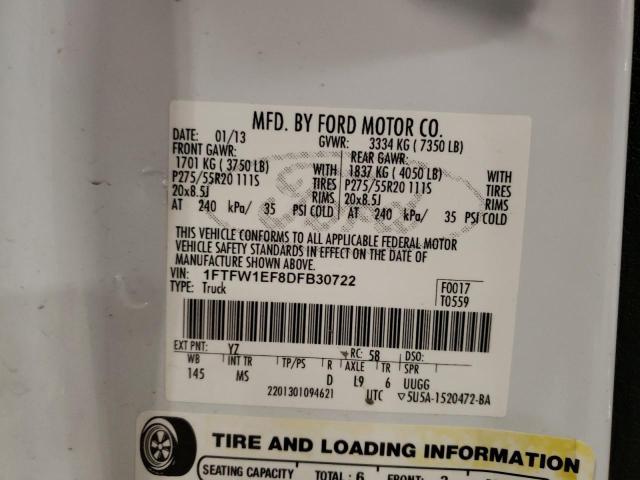 MFD. BY FORD MOTOR CO.
DATE: 01/13 GVWR: 3334 KG ( 7350 LB)
FRONT GAWR: REAR GAWR:
1701 KG ( 3750 LB) WITH 1837 KG ( 4050 LB) WITH
P275/55R20 111S TIRES P275/55R20 111S TIRES
20x8.5J RIMS 20x8.5J RIMS
AT 240 kPa/ 35 PSI COLD AT 240 kPa/ 35 PSI COLD
THIS VEHICLE CONFORMS TO ALL APPLICABLE FEDERAL MOTOR
VEHICLE SAFETY STANDARDS IN EFFECT ON THE DATE OF
MANUFACTURE SHOWN ABOVE.
VIN: 1FTFW1EF8DFB30722 F0017
TYPE: Truck T0559
EXT PNT: YZ RC: 58 DSO:
WB INT TR TP/PS R AXLE TR SPR
145 MS D L9 6 UUGG
2201301094621 UTC ▽5U5A-1520472-BA
TIRE AND LOADING INFORMATION
SEATING CAPACITY TOTAL : 6 FRONT: